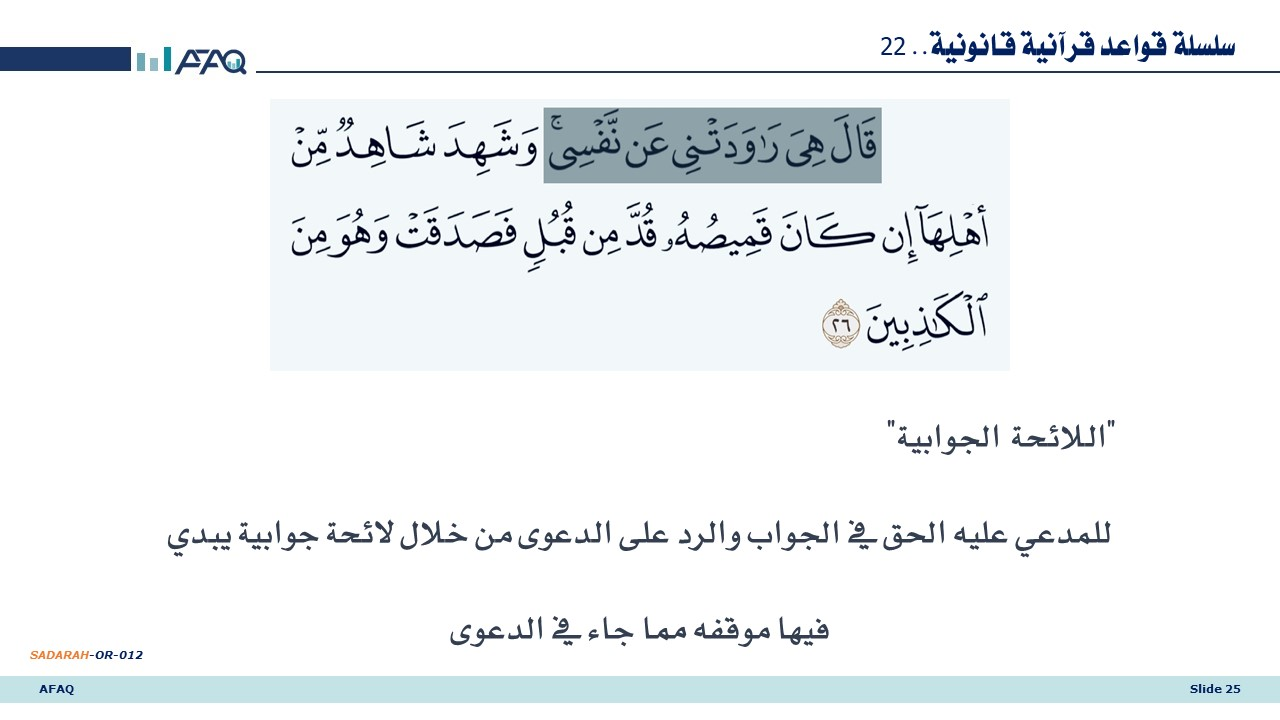 سلسلة قواعد قرآنية قانونية.. 22
AFAQ
قَالَ هِيَ رَٰوَدَتْنِى عَن نَّفْسِى ۚ وَشَهِدَ شَاهِدٌ مِّنْ
أَهْلِهَآ إِن كَانَ قَمِيصُهُۥ قُدَّ مِن قُبُلٍ فَصَدَقَتْ وَهُوَ مِنَ
ٱلْكَٰذِبِينَ ٢٦
"اللائحة الجوابية"
للمدعي عليه الحق في الجواب والرد على الدعوى من خلال لائحة جوابية يبدي
فيها موقفه مما جاء في الدعوى
SADARAH-OR-012
AFAQ
Slide 25